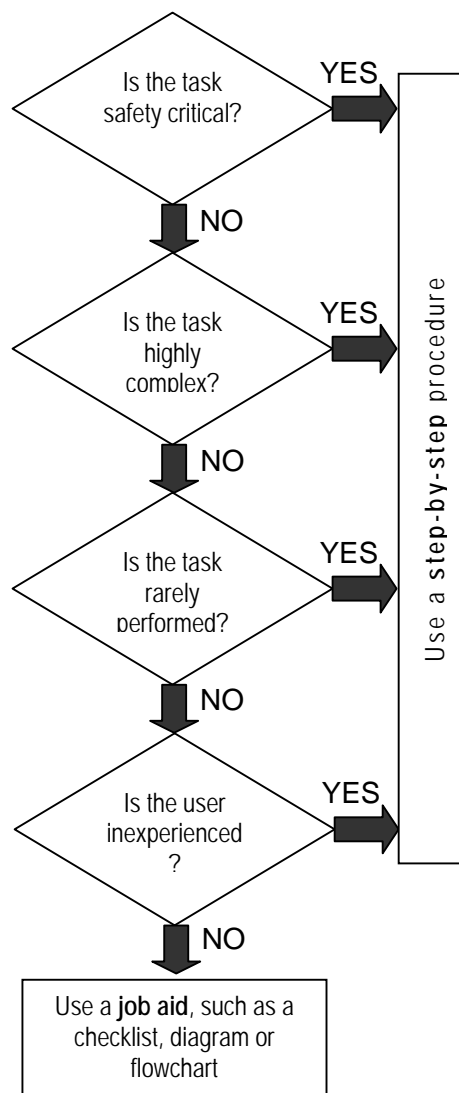 Is the task
safety critical?
YES
NO
Is the task
highly
complex?
YES
NO
Is the task
rarely
performed?
YES
NO
Is the user
inexperienced
?
YES
NO
Use a step-by-step procedure
Use a job aid, such as a
checklist, diagram or
flowchart